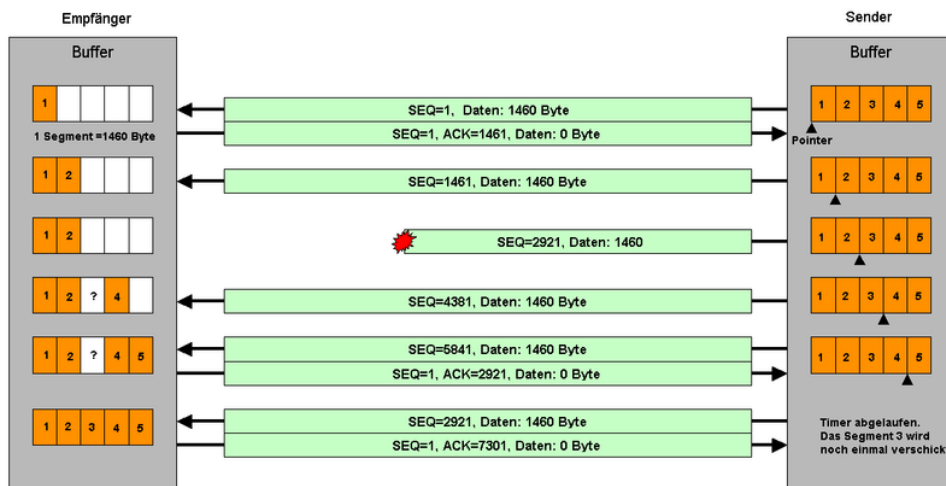 Empfänger
Sender
Buffer
Buffer
1
SEQ=1, Daten: 1460 Byte
1 2 3 4 5
1 Segment =1460 Byte
SEQ=1, ACK=1461, Daten: 0 Byte
Pointer
1 2
SEQ=1461, Daten: 1460 Byte
1 2 3 4 5
1 2
SEQ=2921, Daten: 1460
1 2 3 4 5
1 2 ? 4
SEQ=4381, Daten: 1460 Byte
1 2 3 4 5
1 2 ? 4 5
SEQ=5841, Daten: 1460 Byte
1 2 3 4 5
SEQ=1, ACK=2921, Daten: 0 Byte
1 2 3 4 5
SEQ=2921, Daten: 1460 Byte
SEQ=1, ACK=7301, Daten: 0 Byte
Timer abgelaufen.
Das Segment 3 wird
noch einmal verschickt